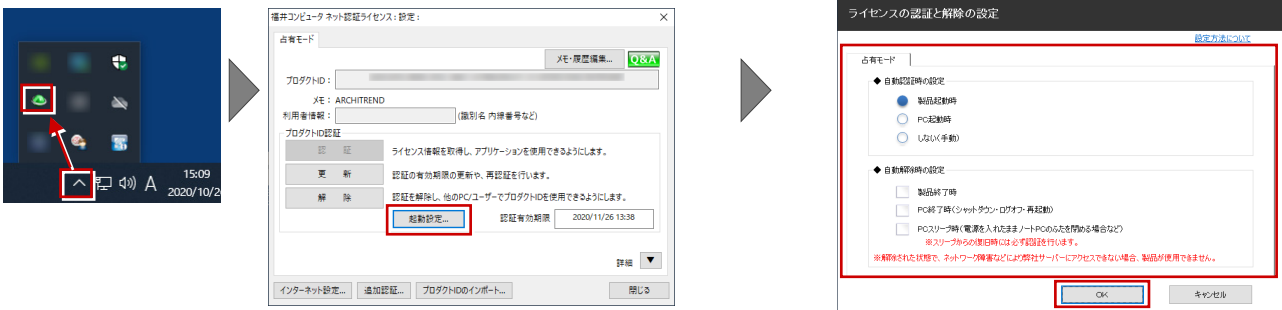 15:09
A
2020/10/2
福井コンピュータ ネット認証ライセンス : 設定 :
占有モード
メモ・履歴編集...
Q&A
プロダクトID :
メモ : ARCHITREND
利用者情報 :
(識別名 内線番号など)
プロダクトID認証
認 証
ライセンス情報を取得し、アプリケーションを使用できるようにします。
更 新
認証の有効期限の更新や、再認証を行います。
解 除
認証を解除し、他のPC/ユーザーでプロダクトIDを使用できるようにします。
起動設定...
認証有効期限
2020/11/26 13:38
詳細
インターネット設定...
追加認証...
プロダクトIDのインポート...
閉じる
ライセンスの認証と解除の設定
設定方法について
占有モード
◆ 自動認証時の設定
製品起動時
PC起動時
しない(手動)
◆ 自動解除時の設定
製品終了時
PC終了時(シャットダウン・ログオフ・再起動)
PCスリープ時(電源を入れたままノートPCのふたを閉める場合など)
※スリープからの復旧時には必ず認証を行います。
※解除された状態で、ネットワーク障害などにより弊社サーバーにアクセスできない場合、製品が使用できません。
OK
キャンセル